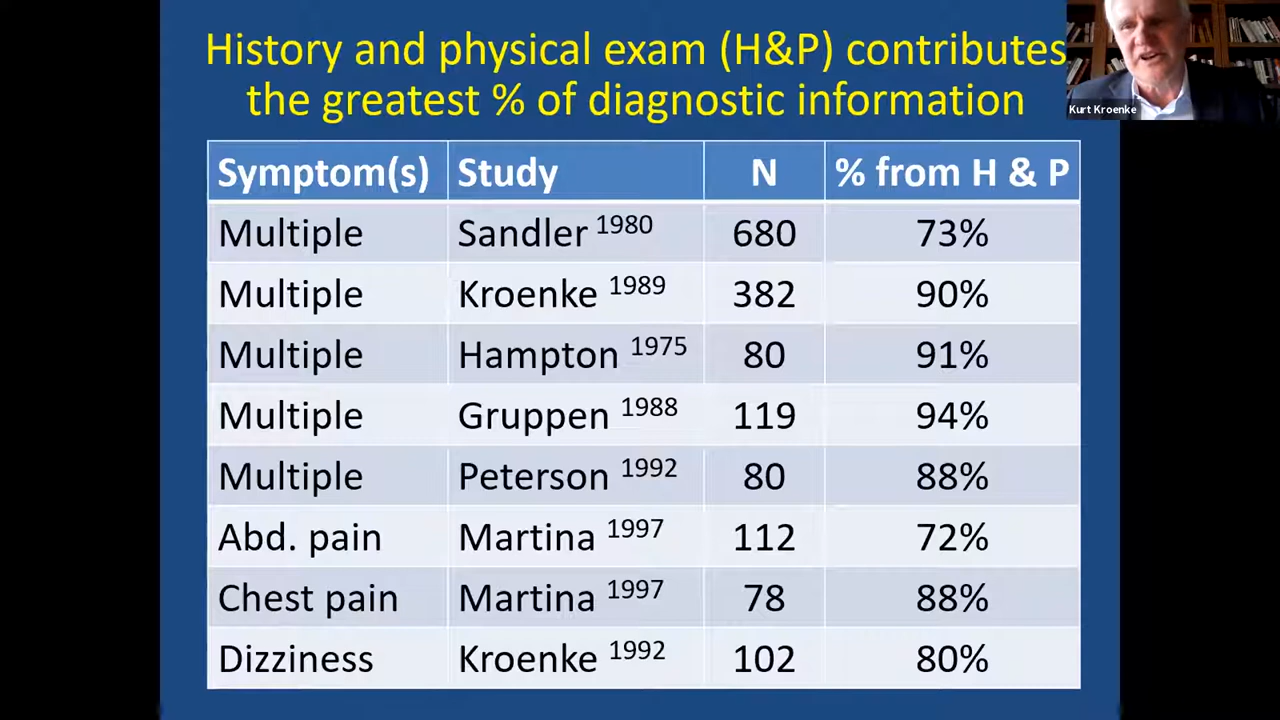 History and physical exam (H&P) contributes
the greatest % of diagnostic information
Kurt Kroenke
Symptom(s) Study N % from H & P
Multiple Sandler 1980 680 73%
Multiple Kroenke 1989 382 90%
Multiple Hampton 1975 80 91%
Multiple Gruppen 1988 119 94%
Multiple Peterson 1992 80 88%
Abd. pain Martina 1997 112 72%
Chest pain Martina 1997 78 88%
Dizziness Kroenke 1992 102 80%